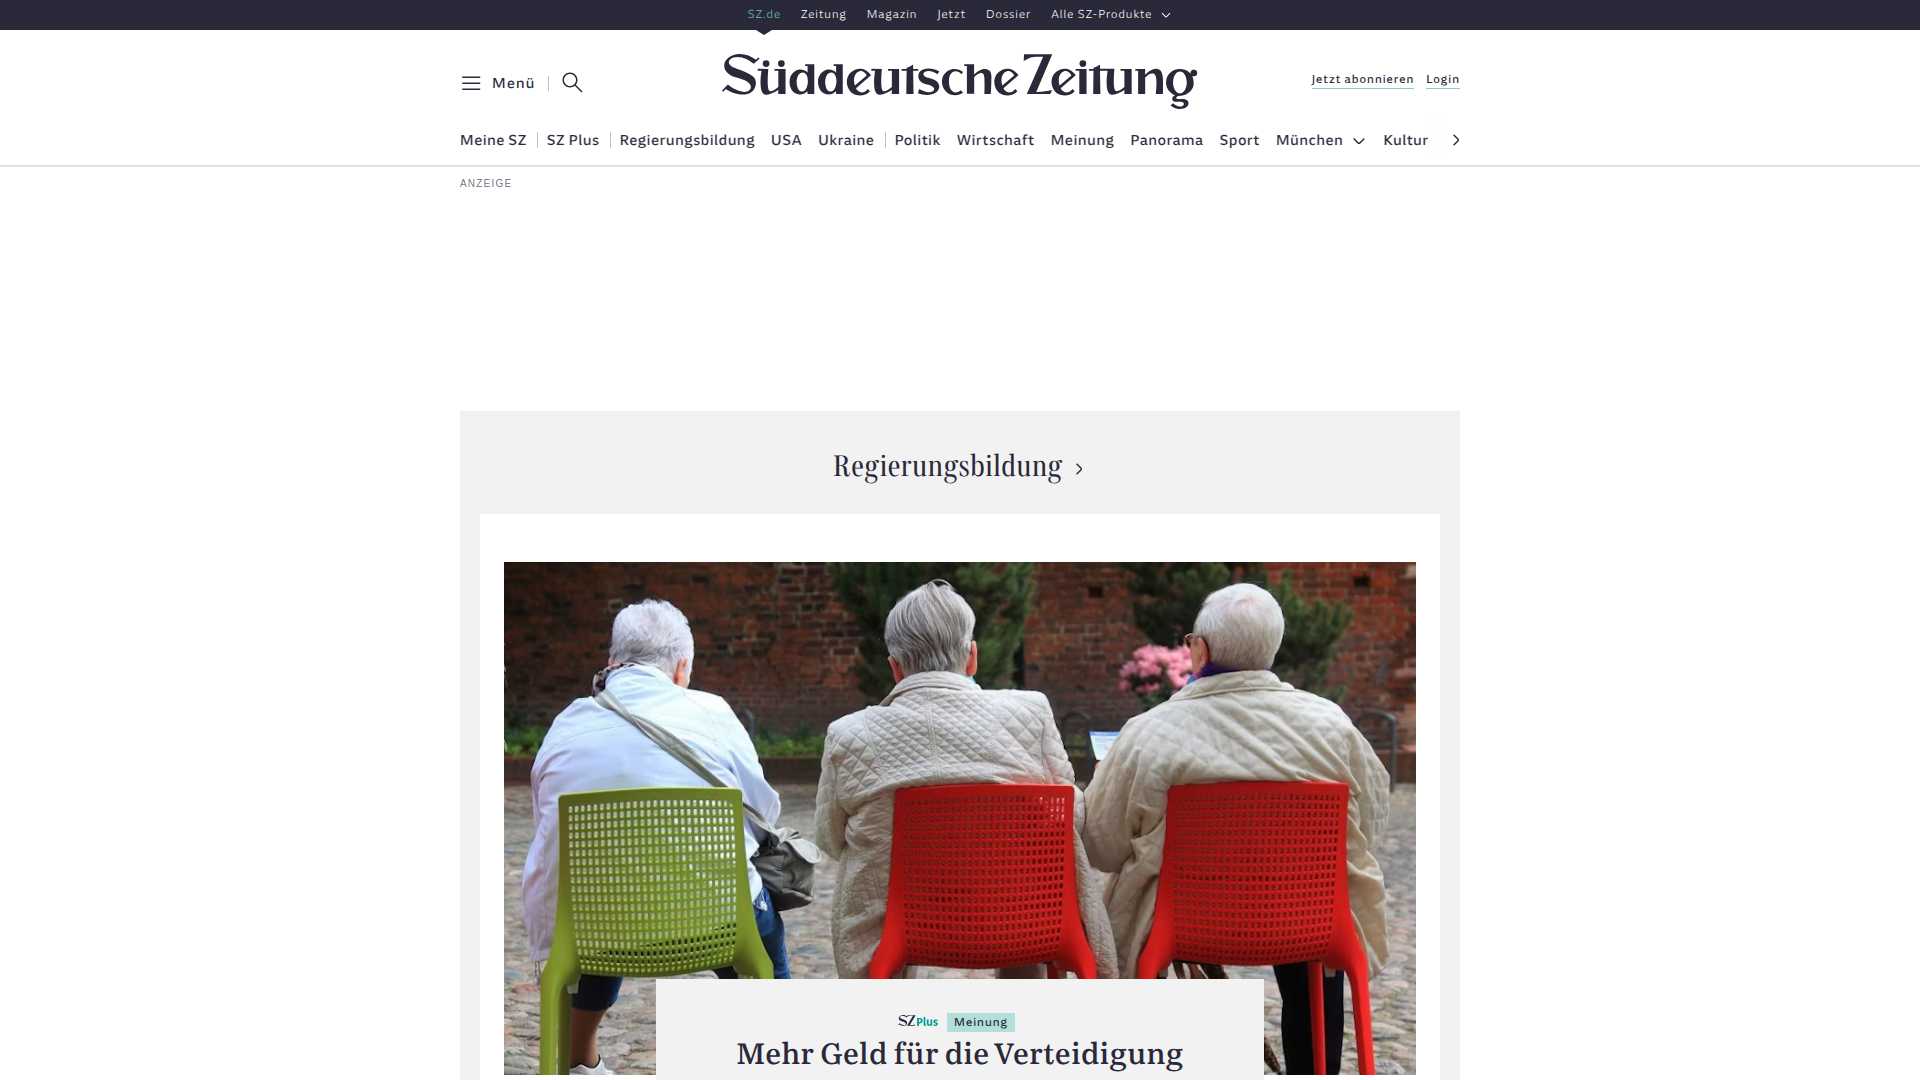 SZ.de Zeitung Magazin Jetzt Dossier Alle SZ-Produkte
Menü
Süddeutsche Zeitung
Jetzt abonnieren Login
Meine SZ SZ Plus Regierungsbildung USA Ukraine Politik Wirtschaft Meinung Panorama Sport München Kultur
ANZEIGE
Regierungsbildung
SZ Plus Meinung
Mehr Geld für die Verteidigung